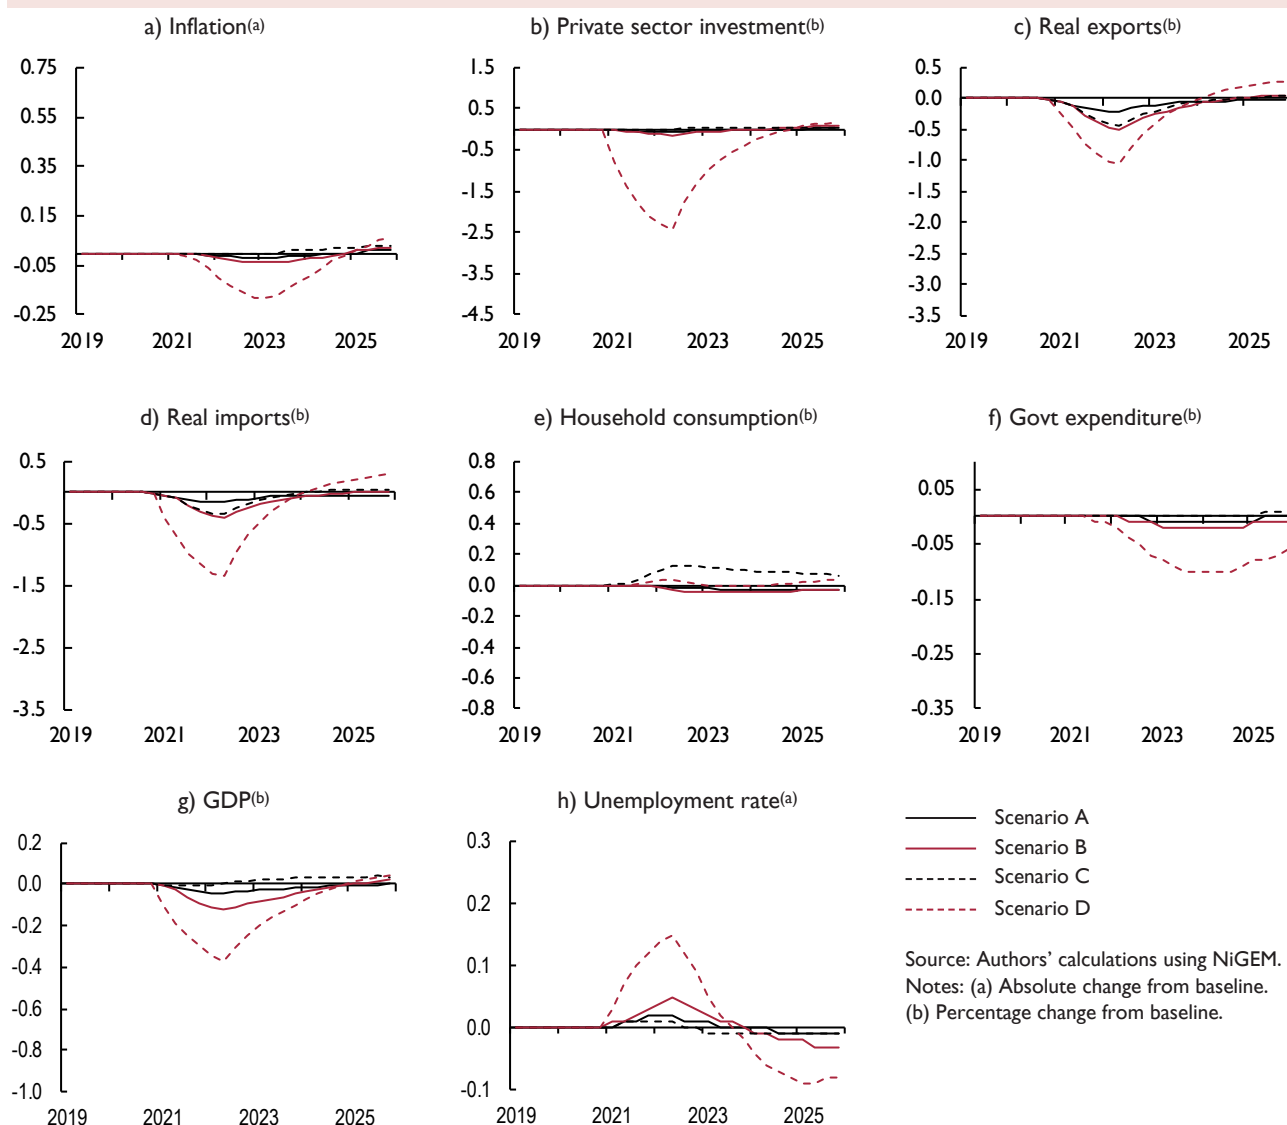 a) Inflation(a)
b) Private sector investment(b)
c) Real exports(b)
0.75
0.55
0.35
0.15
-0.05
-0.25
2019 2021 2023 2025
1.5
0.5
-0.5
-1.5
-2.5
-3.5
-4.5
2019 2021 2023 2025
0.5
0.0
-0.5
-1.0
-1.5
-2.0
-2.5
-3.0
-3.5
2019 2021 2023 2025
d) Real imports(b)
e) Household consumption(b)
f) Govt expenditure(b)
0.5
-0.5
-1.5
-2.5
-3.5
2019 2021 2023 2025
0.8
0.6
0.4
0.2
0.0
-0.2
-0.4
-0.6
-0.8
2019 2021 2023 2025
0.05
-0.05
-0.15
-0.25
-0.35
2019 2021 2023 2025
g) GDP(b)
h) Unemployment rate(a)
0.2
0.0
-0.2
-0.4
-0.6
-0.8
-1.0
2019 2021 2023 2025
0.3
0.2
0.1
0.0
-0.1
2019 2021 2023 2025
Scenario A
Scenario B
Scenario C
Scenario D
Source: Authors' calculations using NiGEM.
Notes: (a) Absolute change from baseline.
(b) Percentage change from baseline.